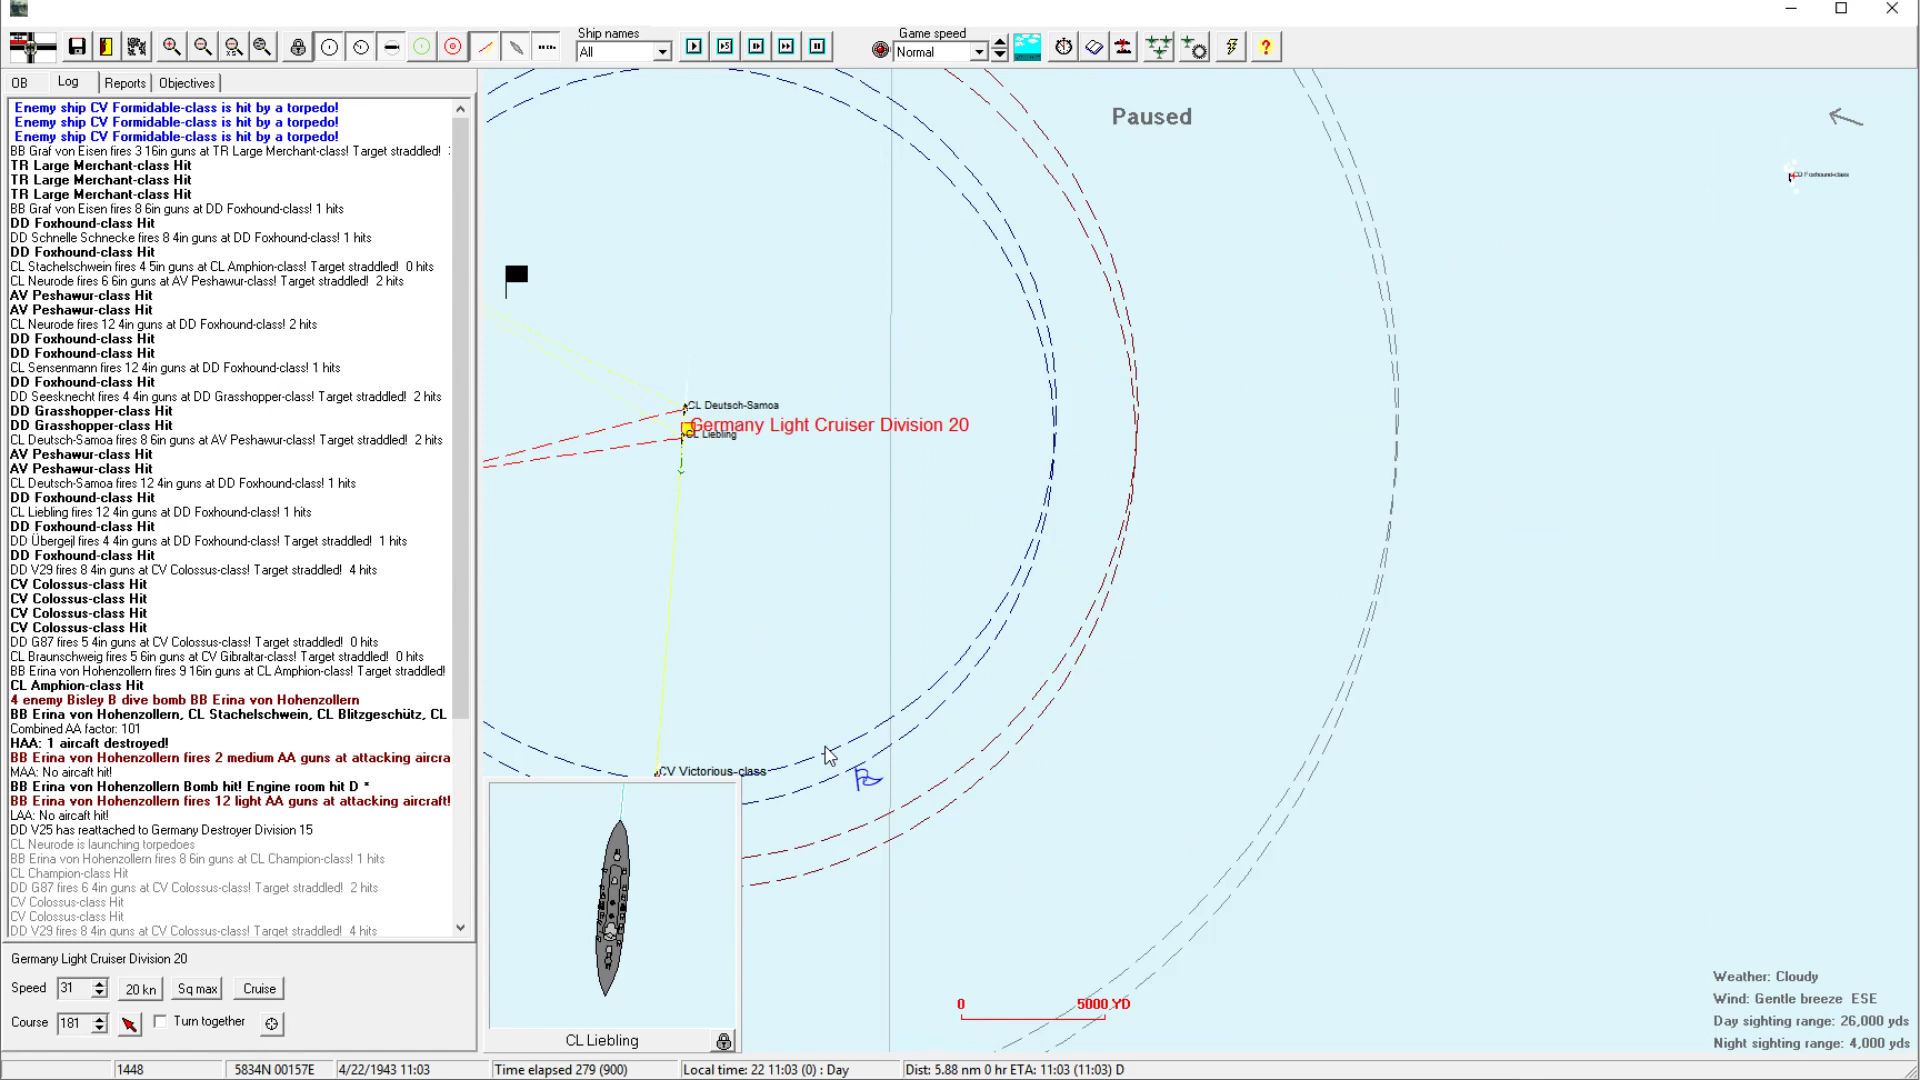 Ship names
All
Game speed
Normal
OB
Log
Reports
Objectives
Enemy ship CV Formidable-class is hit by a torpedo!
Enemy ship CV Formidable-class is hit by a torpedo!
Enemy ship CV Formidable-class is hit by a torpedo!
BB Graf von Eisen fires 3 16in guns at TR Large Merchant-class! Target straddled!
TR Large Merchant-class Hit
TR Large Merchant-class Hit
TR Large Merchant-class Hit
BB Graf von Eisen fires 8 6in guns at DD Foxhound-class! 1 hits
DD Foxhound-class Hit
DD Schnelle Schnecke fires 8 4in guns at DD Foxhound-class! 1 hits
DD Foxhound-class Hit
CL Stachelschwein fires 4 5in guns at CL Amphion-class! Target straddled! 0 hits
CL Neurode fires 6 6in guns at AV Peshawur-class! Target straddled! 2 hits
AV Peshawur-class Hit
AV Peshawur-class Hit
CL Neurode fires 12 4in guns at DD Foxhound-class! 2 hits
DD Foxhound-class Hit
DD Foxhound-class Hit
CL Sensenmann fires 12 4in guns at DD Foxhound-class! 1 hits
DD Foxhound-class Hit
DD Seesknecht fires 4 4in guns at DD Grasshopper-class! Target straddled! 2 hits
DD Grasshopper-class Hit
DD Grasshopper-class Hit
CL Deutsch-Samoa fires 8 6in guns at AV Peshawur-class! Target straddled! 2 hits
AV Peshawur-class Hit
AV Peshawur-class Hit
CL Deutsch-Samoa fires 12 4in guns at DD Foxhound-class! 1 hits
DD Foxhound-class Hit
CL Liebling fires 12 4in guns at DD Foxhound-class! 1 hits
DD Foxhound-class Hit
DD Übergejl fires 4 4in guns at DD Foxhound-class! Target straddled! 1 hits
DD Foxhound-class Hit
DD V29 fires 8 4in guns at CV Colossus-class! Target straddled! 4 hits
CV Colossus-class Hit
CV Colossus-class Hit
CV Colossus-class Hit
CV Colossus-class Hit
DD G87 fires 5 4in guns at CV Colossus-class! Target straddled! 0 hits
CL Braunschweig fires 5 6in guns at CV Gibraltar-class! Target straddled! 0 hits
BB Erina von Hohenzollern fires 9 16in guns at CL Amphion-class! Target straddled!
CL Amphion-class Hit
4 enemy Bisley B dive bomb BB Erina von Hohenzollern
BB Erina von Hohenzollern, CL Stachelschwein, CL Blitzgeschütz, CL
Combined AA factor: 101
HAA: 1 aircaft destroyed!
BB Erina von Hohenzollern fires 2 medium AA guns at attacking aircra
MAA: No aircaft hit!
BB Erina von Hohenzollern Bomb hit! Engine room hit D *
BB Erina von Hohenzollern fires 12 light AA guns at attacking aircraft!
LAA: No aircaft hit!
DD V25 has reattached to Germany Destroyer Division 15
CL Neurode is launching torpedoes
BB Erina von Hohenzollern fires 8 6in guns at CL Champion-class! 1 hits
CL Champion-class Hit
DD G87 fires 6 4in guns at CV Colossus-class! Target straddled! 2 hits
CV Colossus-class Hit
CV Colossus-class Hit
DD V29 fires 8 4in guns at CV Colossus-class! Target straddled! 4 hits
Germany Light Cruiser Division 20
Speed 31 20 kn Sq max Cruise
Course 181 Turn together
Paused
DD Foxhound-class
CL Deutsch-Samoa
Germany Light Cruiser Division 20
CL Liebling
CV Victorious-class
CL Liebling
0 5000 YD
Weather: Cloudy
Wind: Gentle breeze ESE
Day sighting range: 26,000 yds
Night sighting range: 4,000 yds
1448 5834N 00157E 4/22/1943 11:03 Time elapsed 279 (900) Local time: 22 11:03 (0) : Day Dist: 5.88 nm 0 hr ETA: 11:03 (11:03) D